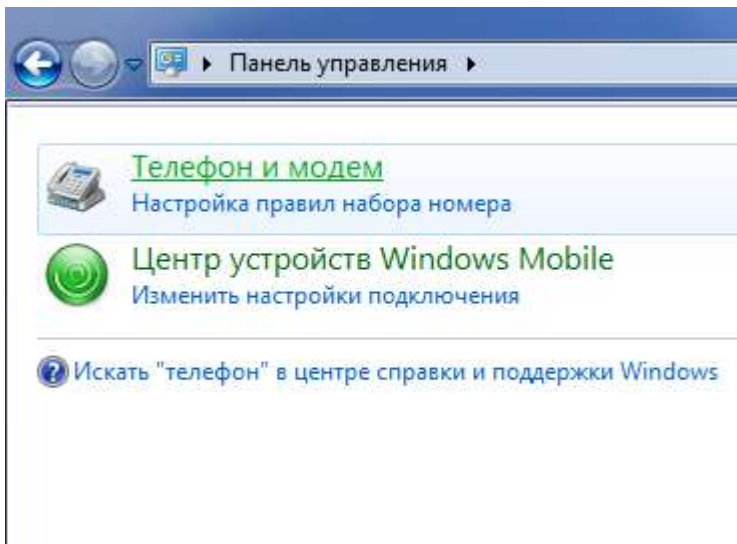 Панель управления
Телефон и модем
Настройка правил набора номера
Центр устройств Windows Mobile
Изменить настройки подключения
Искать "телефон" в центре справки и поддержки Windows